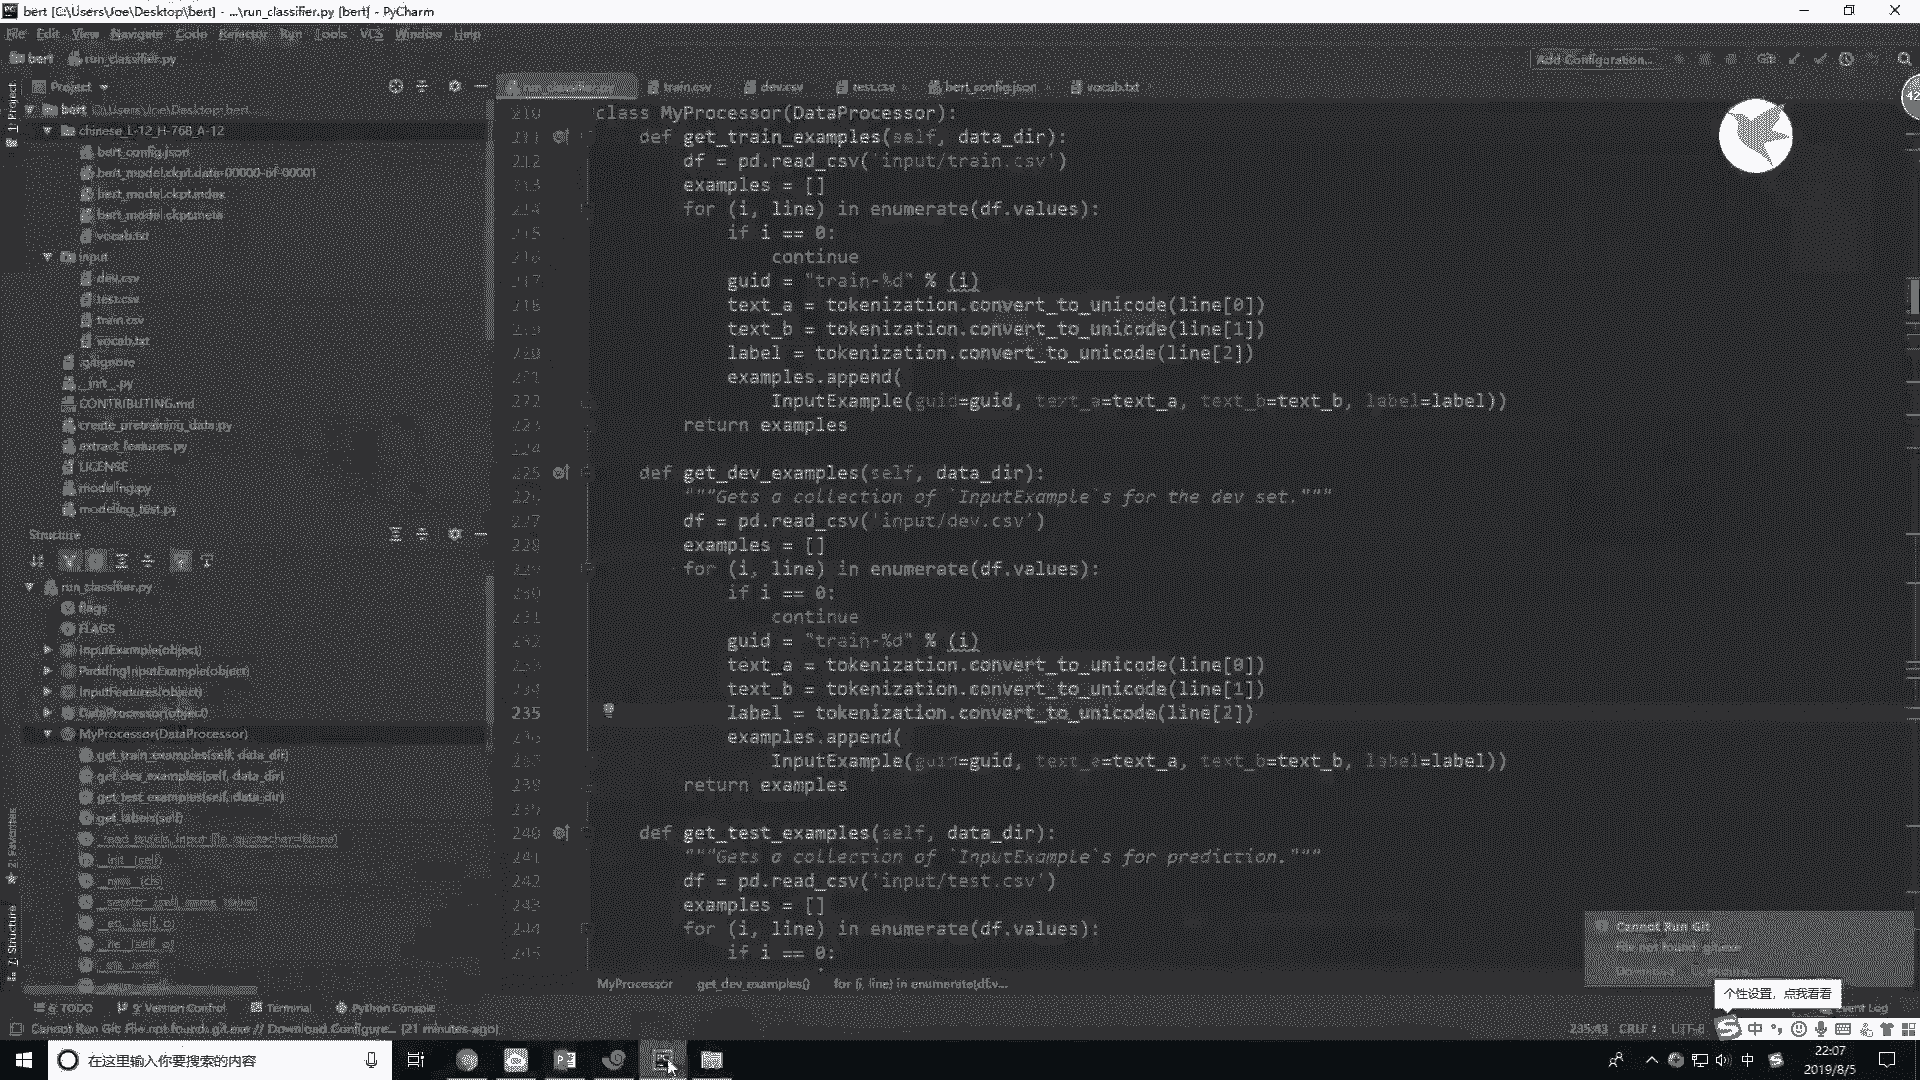 bert [C:\Users\Joe\Desktop\bert] - ...\run_classifier.py [bert] - PyCharm
File Edit View Navigate Code Refactor Run Tools VCS Window Help
bert run_classifier.py
Add Configuration...
Project
run_classifier.py train.csv dev.csv test.csv bert_config.json vocab.txt
1: Project
bert C:\Users\Joe\Desktop\bert
chinese_L-12_H-768_A-12
bert_config.json
bert_model.ckpt.data-00000-of-00001
bert_model.ckpt.index
bert_model.ckpt.meta
vocab.txt
input
dev.csv
test.csv
train.csv
vocab.txt
.gitignore
__init__.py
CONTRIBUTING.md
create_pretraining_data.py
extract_features.py
LICENSE
modeling.py
modeling_test.py
Structure
run_classifier.py
flags
FLAGS
InputExample(object)
PaddingInputExample(object)
InputFeatures(object)
DataProcessor(object)
MyProcessor(DataProcessor)
get_train_examples(self, data_dir)
get_dev_examples(self, data_dir)
get_test_examples(self, data_dir)
get_labels(self)
__init__(self)
2: Favorites
7: Structure
210 class MyProcessor(DataProcessor):
211 def get_train_examples(self, data_dir):
212 df = pd.read_csv('input/train.csv')
213 examples = []
214 for (i, line) in enumerate(df.values):
215 if i == 0:
216 continue
217 guid = "train-%d" % (i)
218 text_a = tokenization.convert_to_unicode(line[0])
219 text_b = tokenization.convert_to_unicode(line[1])
220 label = tokenization.convert_to_unicode(line[2])
221 examples.append(
222 InputExample(guid=guid, text_a=text_a, text_b=text_b, label=label))
223 return examples
224
225 def get_dev_examples(self, data_dir):
226 """Gets a collection of `InputExample`s for the dev set."""
227 df = pd.read_csv('input/dev.csv')
228 examples = []
229 for (i, line) in enumerate(df.values):
230 if i == 0:
231 continue
232 guid = "train-%d" % (i)
233 text_a = tokenization.convert_to_unicode(line[0])
234 text_b = tokenization.convert_to_unicode(line[1])
235 label = tokenization.convert_to_unicode(line[2])
236 examples.append(
237 InputExample(guid=guid, text_a=text_a, text_b=text_b, label=label))
238 return examples
239
240 def get_test_examples(self, data_dir):
241 """Gets a collection of `InputExample`s for prediction."""
242 df = pd.read_csv('input/test.csv')
243 examples = []
244 for (i, line) in enumerate(df.values):
245 if i == 0:
MyProcessor get_dev_examples() for (i, line) in enumerate(df.v...
42
Cannot Run Git
File not found: git.exe
Download Configure...
个性设置，点我看看
6: TODO 9: Version Control Terminal Python Console Event Log
Cannot Run Git: File not found: git.exe // Download Configure... (21 minutes ago)
235:43 CRLF UTF-8
中
在这里输入你要搜索的内容
中
22:07
2019/8/5